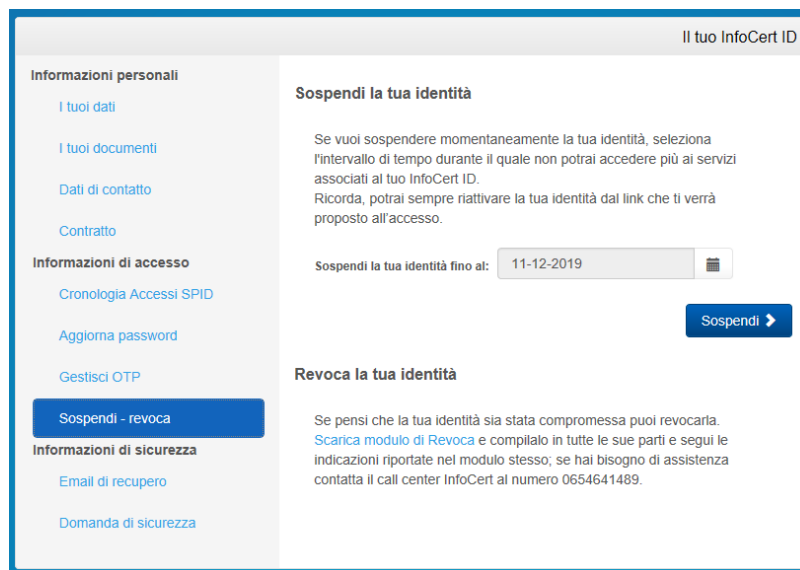 Il tuo InfoCert ID
Informazioni personali
I tuoi dati
I tuoi documenti
Dati di contatto
Contratto
Informazioni di accesso
Cronologia Accessi SPID
Aggiorna password
Gestisci OTP
Sospendi - revoca
Informazioni di sicurezza
Email di recupero
Domanda di sicurezza
Sospendi la tua identità
Se vuoi sospendere momentaneamente la tua identità, seleziona
l'intervallo di tempo durante il quale non potrai accedere più ai servizi
associati al tuo InfoCert ID.
Ricorda, potrai sempre riattivare la tua identità dal link che ti verrà
proposto all'accesso.
Sospendi la tua identità fino al: 11-12-2019
Sospendi
Revoca la tua identità
Se pensi che la tua identità sia stata compromessa puoi revocarla.
Scarica modulo di Revoca e compilalo in tutte le sue parti e segui le
indicazioni riportate nel modulo stesso; se hai bisogno di assistenza
contatta il call center InfoCert al numero 0654641489.